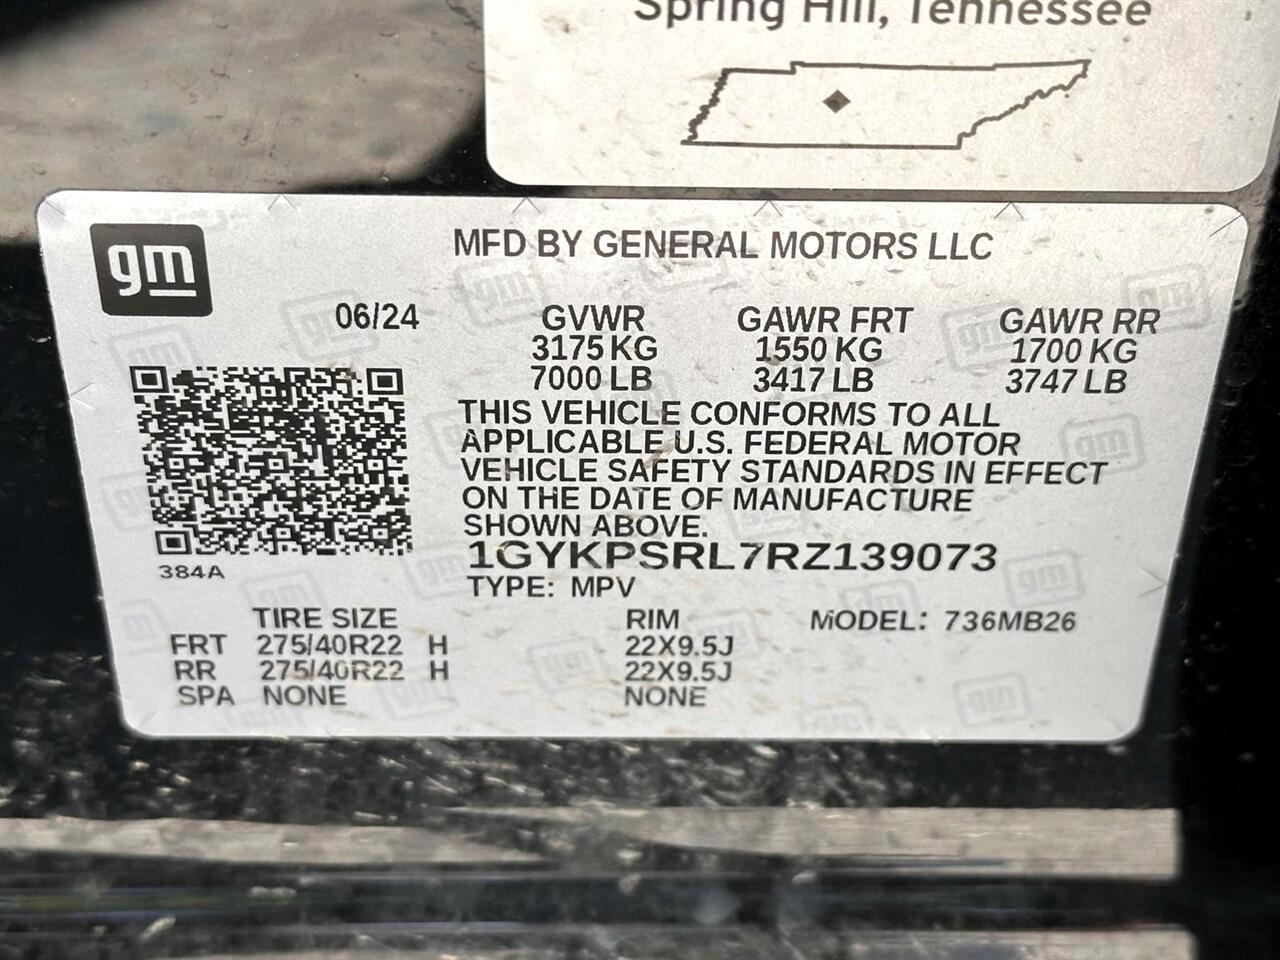 Spring Hill, Tennessee
gm
MFD BY GENERAL MOTORS LLC
06/24 GVWR GAWR FRT GAWR RR
3175 KG 1550 KG 1700 KG
7000 LB 3417 LB 3747 LB
THIS VEHICLE CONFORMS TO ALL
APPLICABLE U.S. FEDERAL MOTOR
VEHICLE SAFETY STANDARDS IN EFFECT
ON THE DATE OF MANUFACTURE
SHOWN ABOVE.
1GYKPSRL7RZ139073
384A
TYPE: MPV
TIRE SIZE RIM MODEL: 736MB26
FRT 275/40R22 H 22X9.5J
RR 275/40R22 H 22X9.5J
SPA NONE NONE